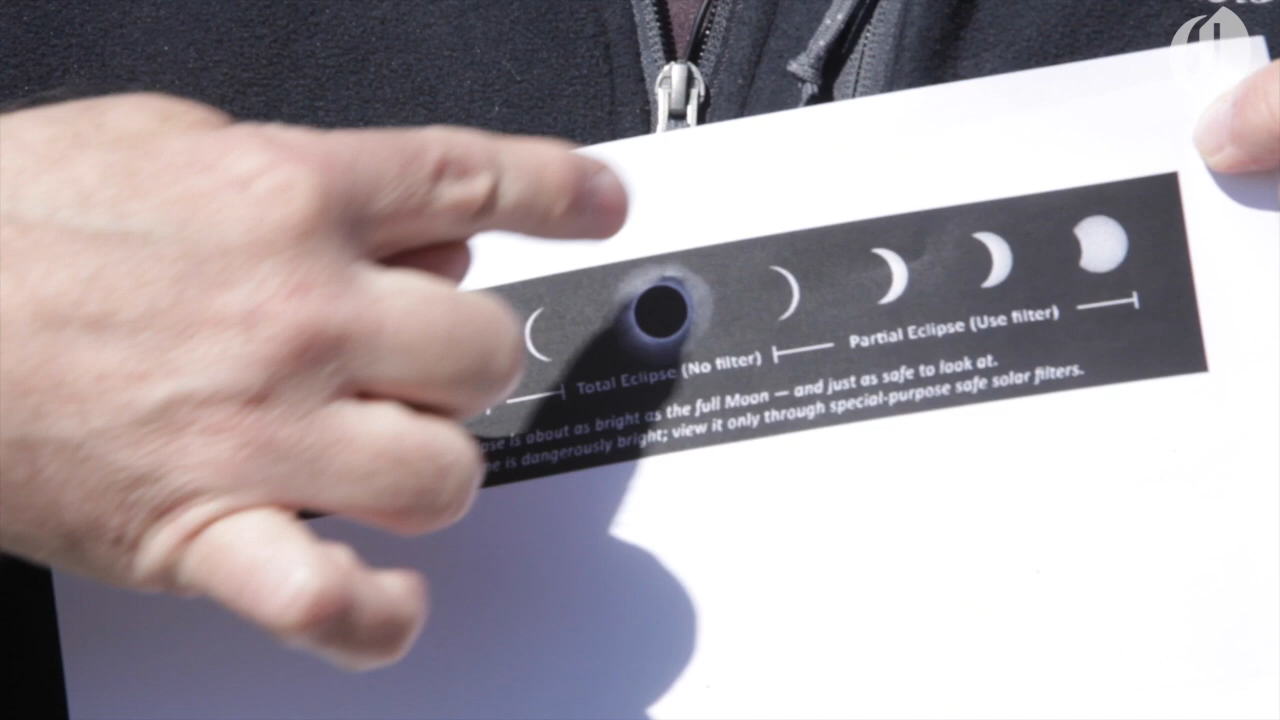 Total Eclipse (No filter)
Partial Eclipse (Use filter)
is about as bright as the full Moon — and just as safe to look at.
is dangerously bright; view it only through special-purpose safe solar filters.